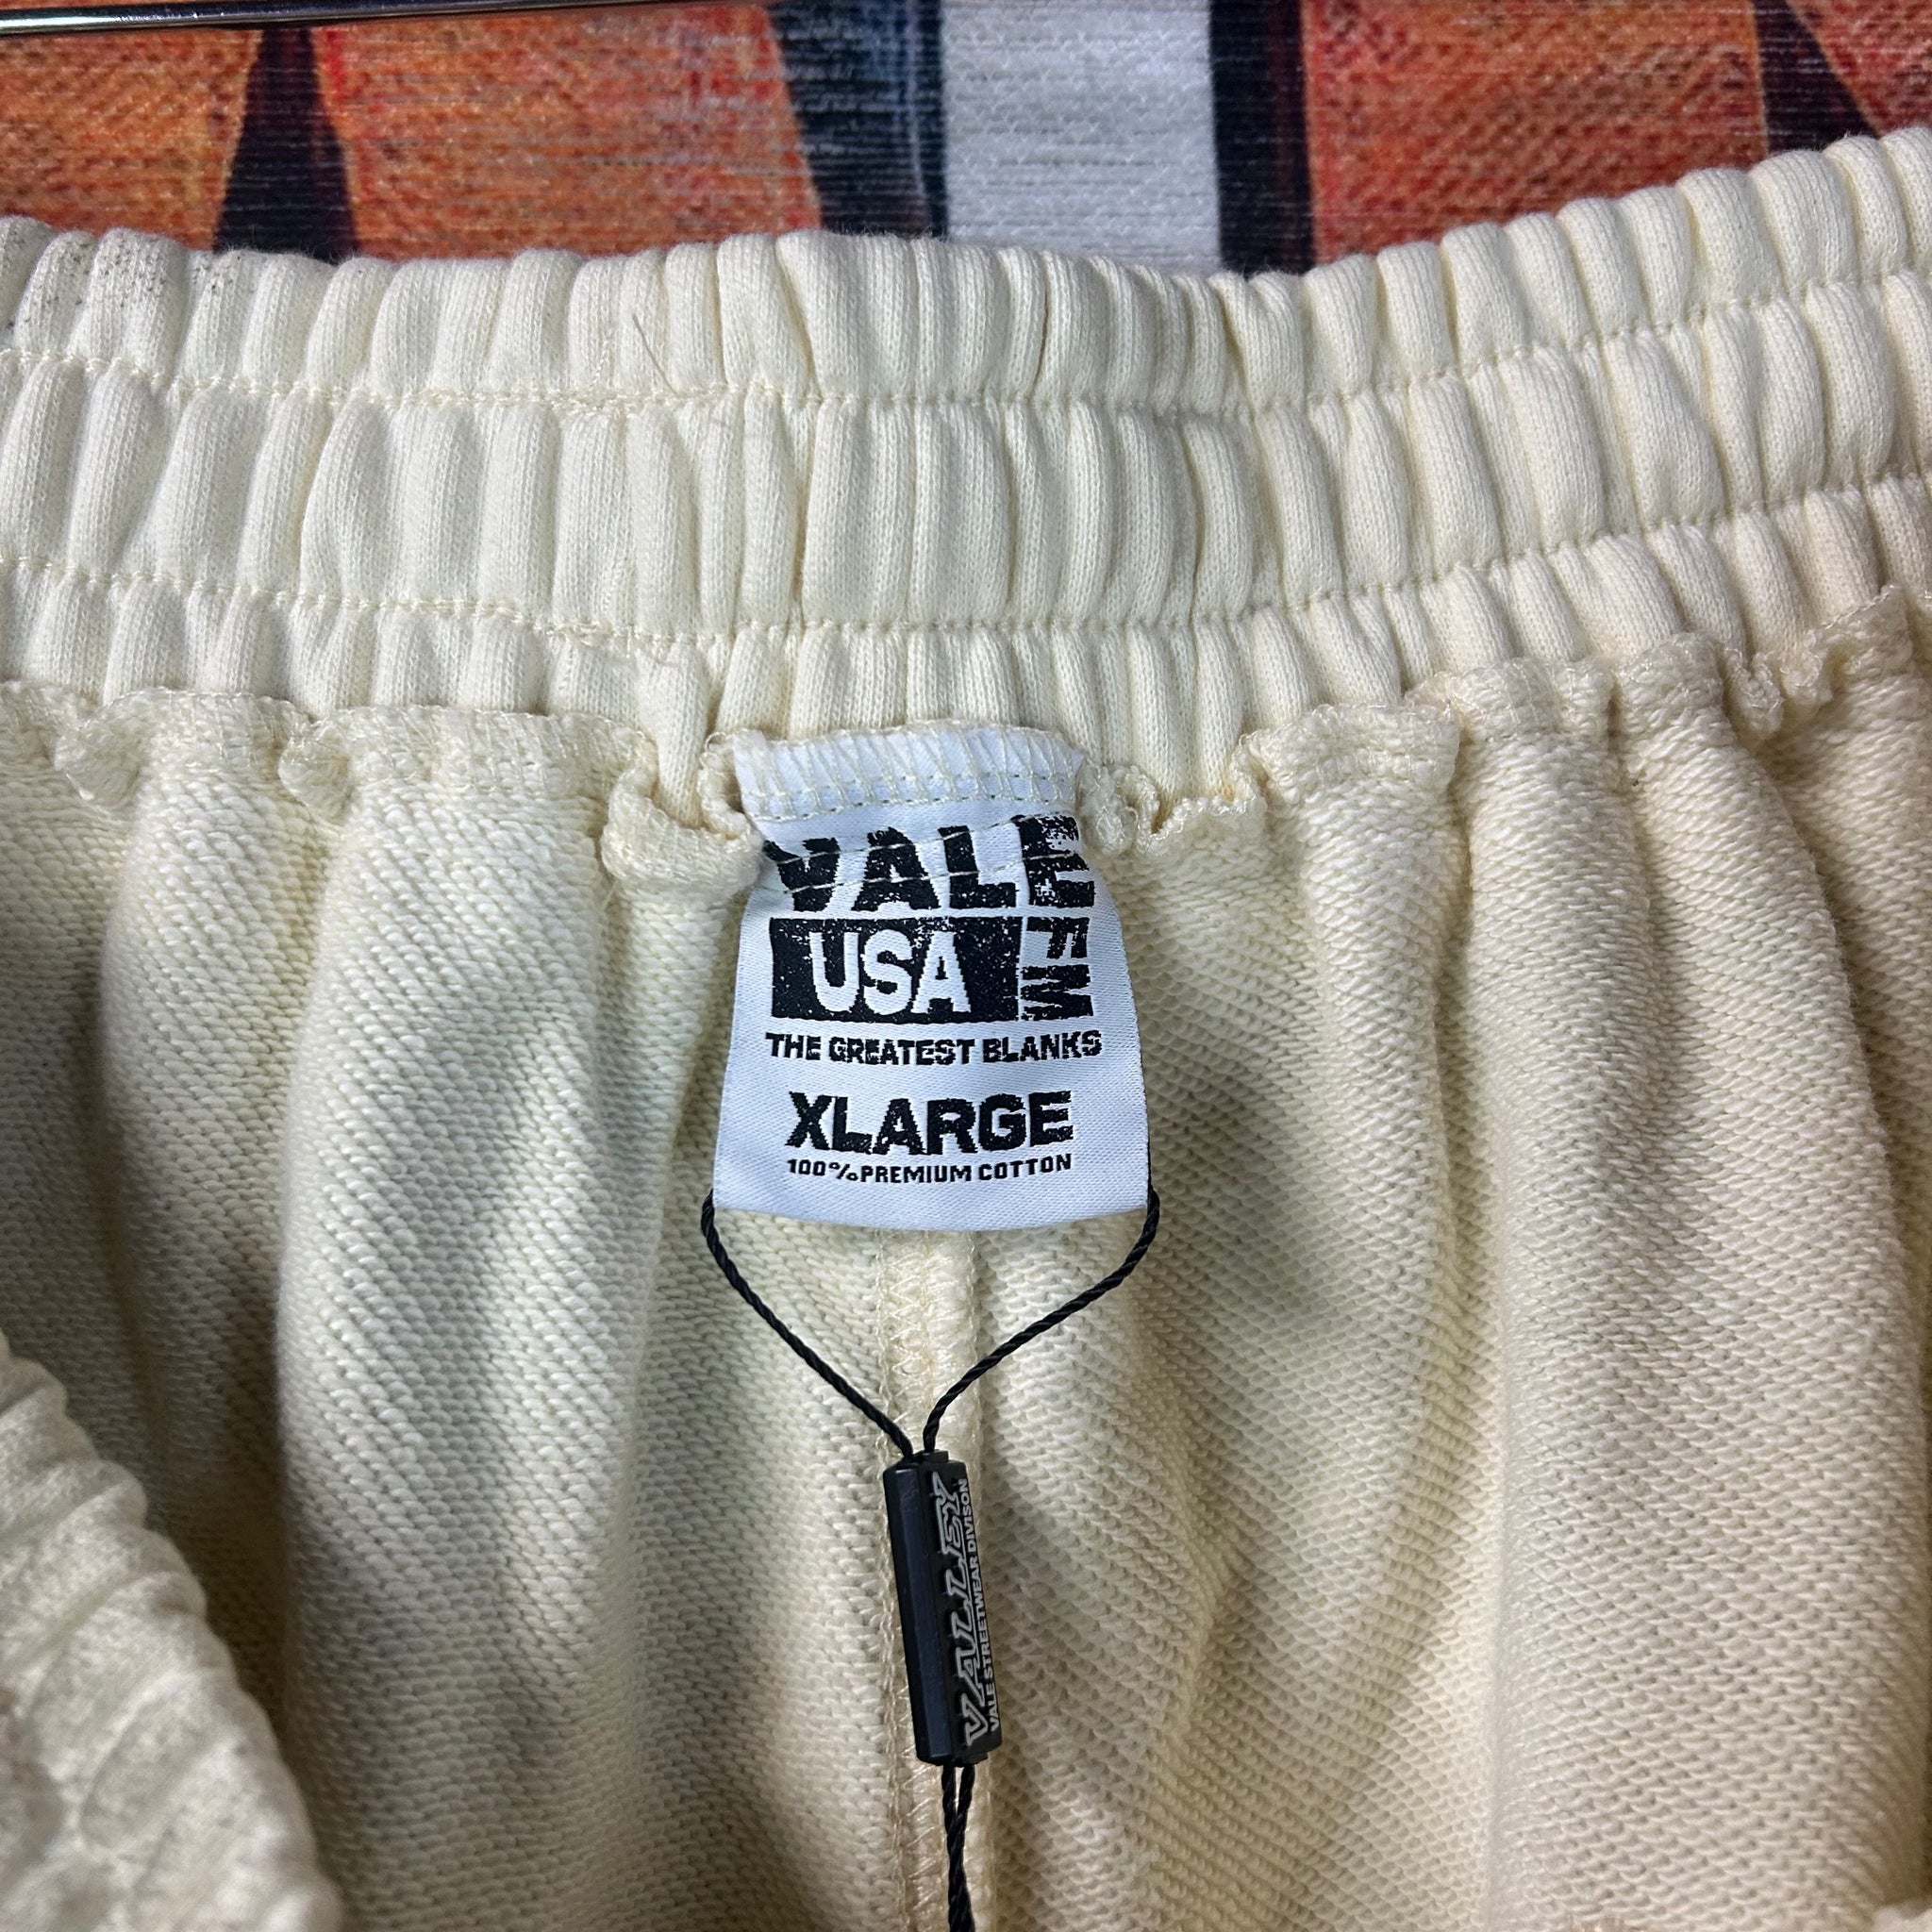 VALE
FM
USA
THE GREATEST BLANKS
XLARGE
100% PREMIUM COTTON
VALLEY
VALE STREETWEAR DIVISON